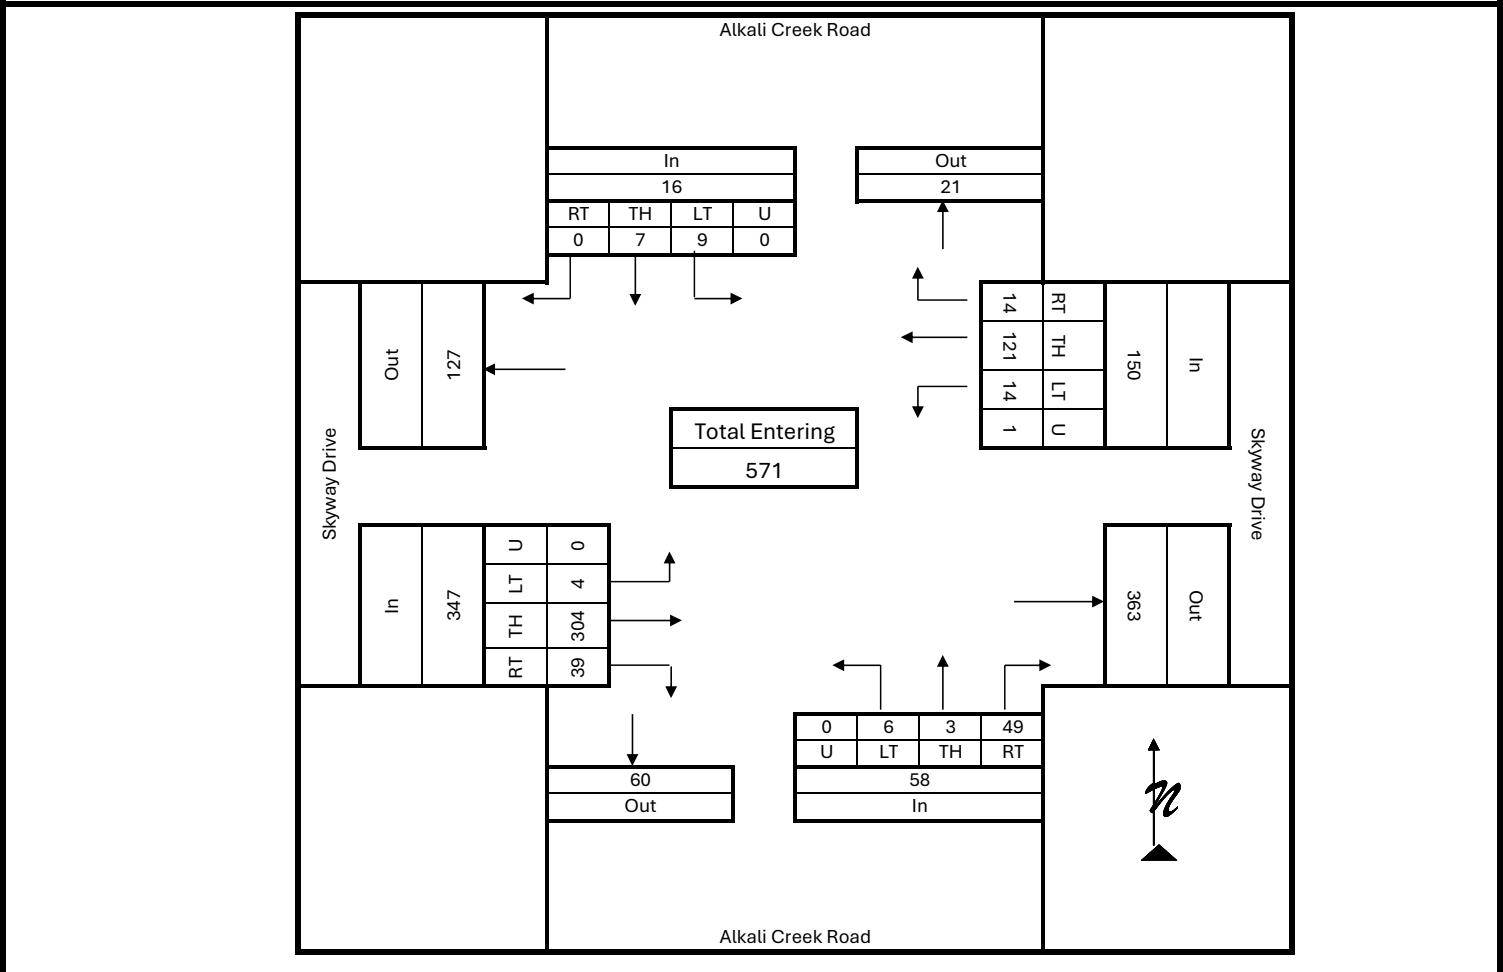 Alkali Creek Road
In
16
RT TH LT U
0 7 9 0
Out
21
Out
127
14 RT
121 TH
14 LT
1 U
150
In
Total Entering
571
Skyway Drive
Skyway Drive
In
347
U 0
LT 4
TH 304
RT 39
363
Out
0 6 3 49
U LT TH RT
58
In
60
Out
N
Alkali Creek Road